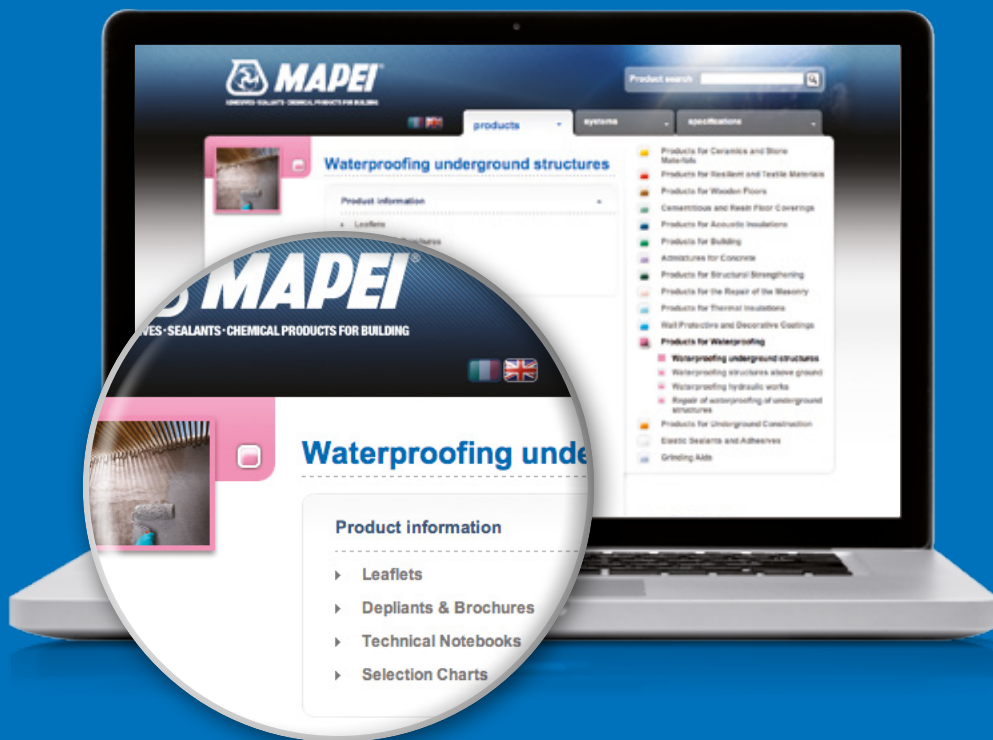 MAPEI®
ADHESIVES·SEALANTS·CHEMICAL PRODUCTS FOR BUILDING
Product search
products
systems
specifications
Waterproofing underground structures
Product information
Leaflets
Products for Ceramics and Stone
Materials
Products for Resilient and Textile Materials
Products for Wooden Floors
Cementitious and Resin Floor Coverings
Products for Acoustic Insulations
Products for Building
Admixtures for Concrete
Products for Structural Strengthening
Products for the Repair of the Masonry
Products for Thermal Insulations
Wall Protective and Decorative Coatings
Products for Waterproofing
Waterproofing underground structures
Waterproofing structures above ground
Waterproofing hydraulic works
Repair of waterproofing of underground
structures
Products for Underground Construction
Elastic Sealants and Adhesives
Grinding Aids
MAPEI®
VES·SEALANTS·CHEMICAL PRODUCTS FOR BUILDING
Waterproofing unde
Product information
Leaflets
Depliants & Brochures
Technical Notebooks
Selection Charts